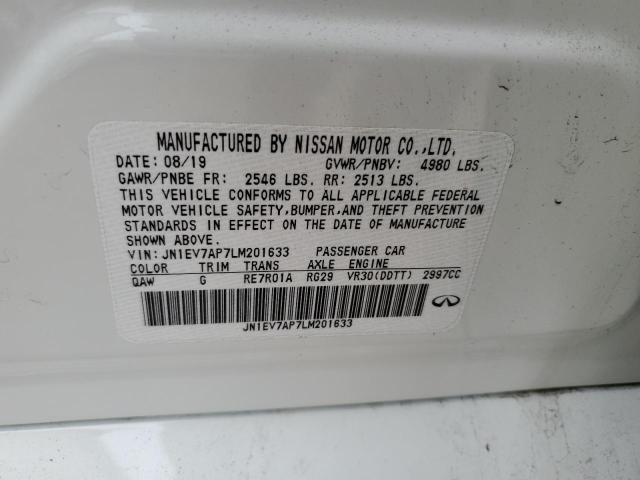 MANUFACTURED BY NISSAN MOTOR CO.,LTD.
DATE: 08/19 GVWR/PNBV: 4980 LBS.
GAWR/PNBE FR: 2546 LBS. RR: 2513 LBS.
THIS VEHICLE CONFORMS TO ALL APPLICABLE FEDERAL
MOTOR VEHICLE SAFETY,BUMPER,AND THEFT PREVENTION
STANDARDS IN EFFECT ON THE DATE OF MANUFACTURE
SHOWN ABOVE.
VIN: JN1EV7AP7LM201633 PASSENGER CAR
COLOR TRIM TRANS AXLE ENGINE
QAW G RE7R01A RG29 VR30(DDTT) 2997CC
JN1EV7AP7LM201633